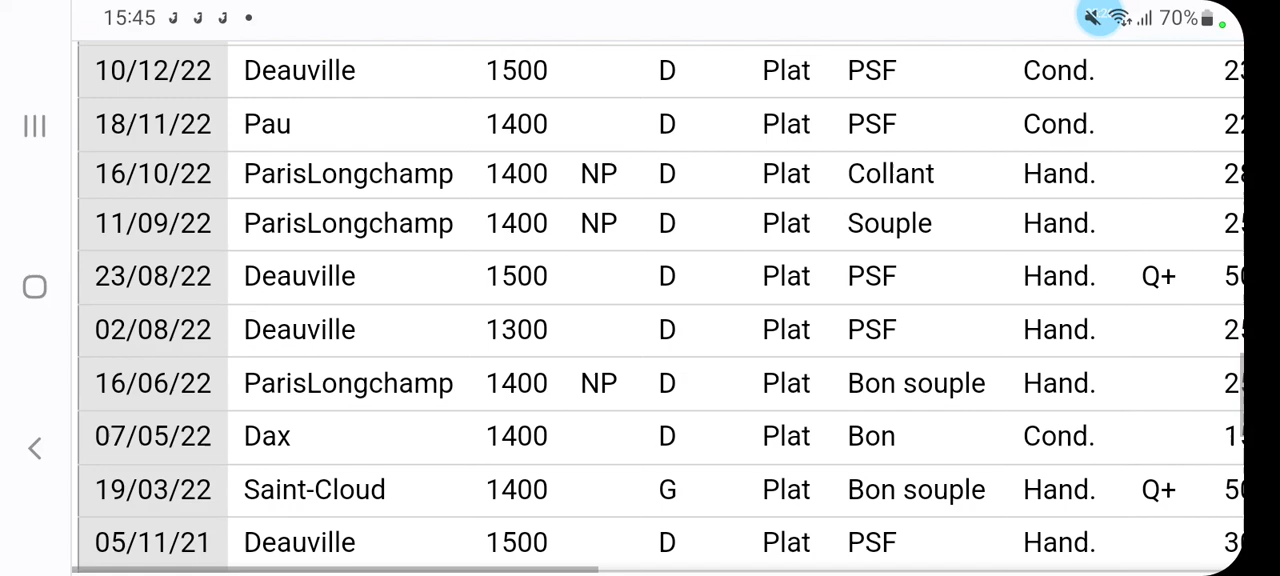 15:45 70%
10/12/22 Deauville 1500 D Plat PSF Cond.
18/11/22 Pau 1400 D Plat PSF Cond. 22
16/10/22 ParisLongchamp 1400 NP D Plat Collant Hand.
11/09/22 ParisLongchamp 1400 NP D Plat Souple Hand.
23/08/22 Deauville 1500 D Plat PSF Hand. Q+
02/08/22 Deauville 1300 D Plat PSF Hand.
16/06/22 ParisLongchamp 1400 NP D Plat Bon souple Hand.
07/05/22 Dax 1400 D Plat Bon Cond.
19/03/22 Saint-Cloud 1400 G Plat Bon souple Hand. Q+
05/11/21 Deauville 1500 D Plat PSF Hand.